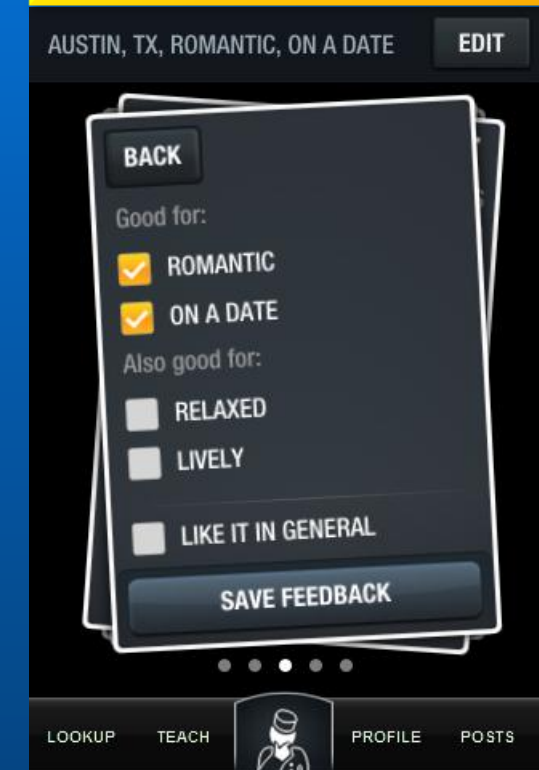 AUSTIN, TX, ROMANTIC, ON A DATE
EDIT
BACK
Good for:
ROMANTIC
ON A DATE
Also good for:
RELAXED
LIVELY
LIKE IT IN GENERAL
SAVE FEEDBACK
LOOKUP
TEACH
PROFILE
POSTS